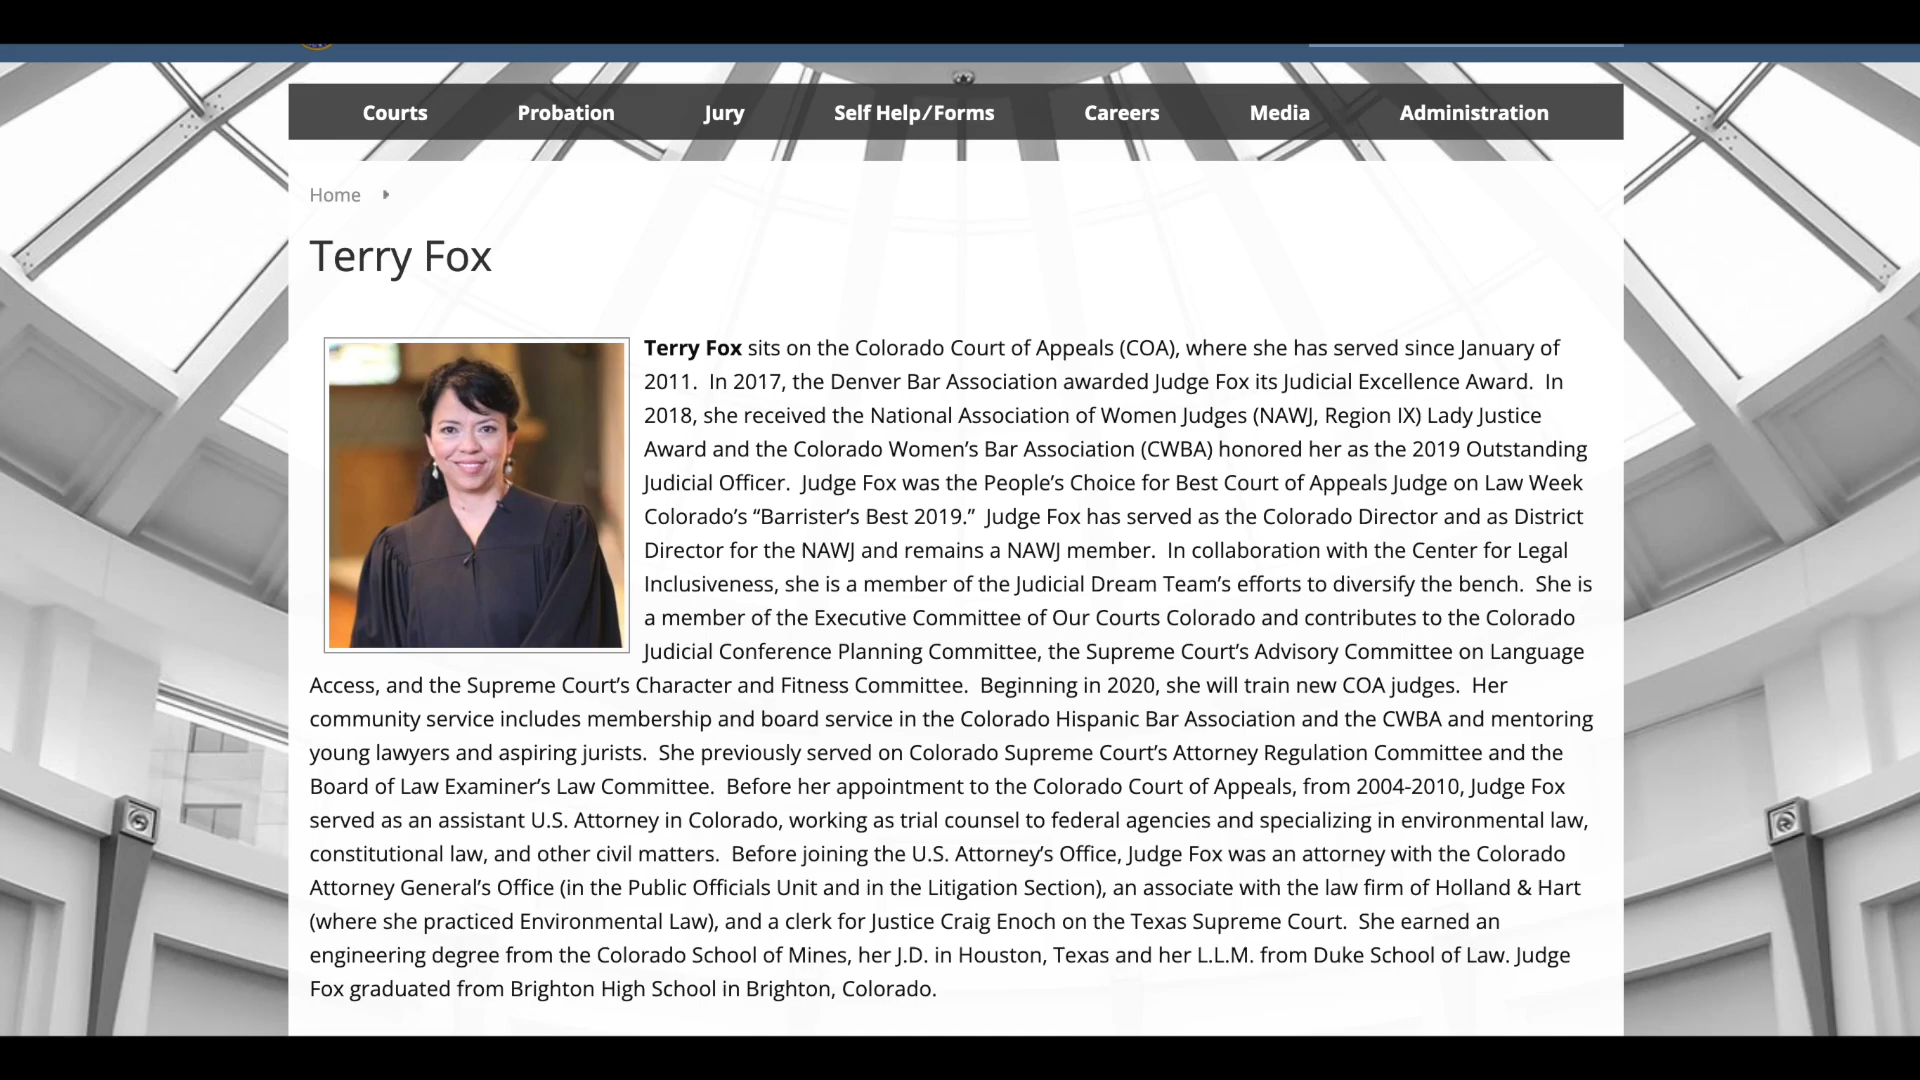 Courts Probation Jury Self Help/Forms Careers Media Administration
Home
Terry Fox
Terry Fox sits on the Colorado Court of Appeals (COA), where she has served since January of
2011. In 2017, the Denver Bar Association awarded Judge Fox its Judicial Excellence Award. In
2018, she received the National Association of Women Judges (NAWJ, Region IX) Lady Justice
Award and the Colorado Women’s Bar Association (CWBA) honored her as the 2019 Outstanding
Judicial Officer. Judge Fox was the People’s Choice for Best Court of Appeals Judge on Law Week
Colorado’s “Barrister’s Best 2019.” Judge Fox has served as the Colorado Director and as District
Director for the NAWJ and remains a NAWJ member. In collaboration with the Center for Legal
Inclusiveness, she is a member of the Judicial Dream Team’s efforts to diversify the bench. She is
a member of the Executive Committee of Our Courts Colorado and contributes to the Colorado
Judicial Conference Planning Committee, the Supreme Court’s Advisory Committee on Language
Access, and the Supreme Court’s Character and Fitness Committee. Beginning in 2020, she will train new COA judges. Her
community service includes membership and board service in the Colorado Hispanic Bar Association and the CWBA and mentoring
young lawyers and aspiring jurists. She previously served on Colorado Supreme Court’s Attorney Regulation Committee and the
Board of Law Examiner’s Law Committee. Before her appointment to the Colorado Court of Appeals, from 2004-2010, Judge Fox
served as an assistant U.S. Attorney in Colorado, working as trial counsel to federal agencies and specializing in environmental law,
constitutional law, and other civil matters. Before joining the U.S. Attorney’s Office, Judge Fox was an attorney with the Colorado
Attorney General’s Office (in the Public Officials Unit and in the Litigation Section), an associate with the law firm of Holland & Hart
(where she practiced Environmental Law), and a clerk for Justice Craig Enoch on the Texas Supreme Court. She earned an
engineering degree from the Colorado School of Mines, her J.D. in Houston, Texas and her L.L.M. from Duke School of Law. Judge
Fox graduated from Brighton High School in Brighton, Colorado.